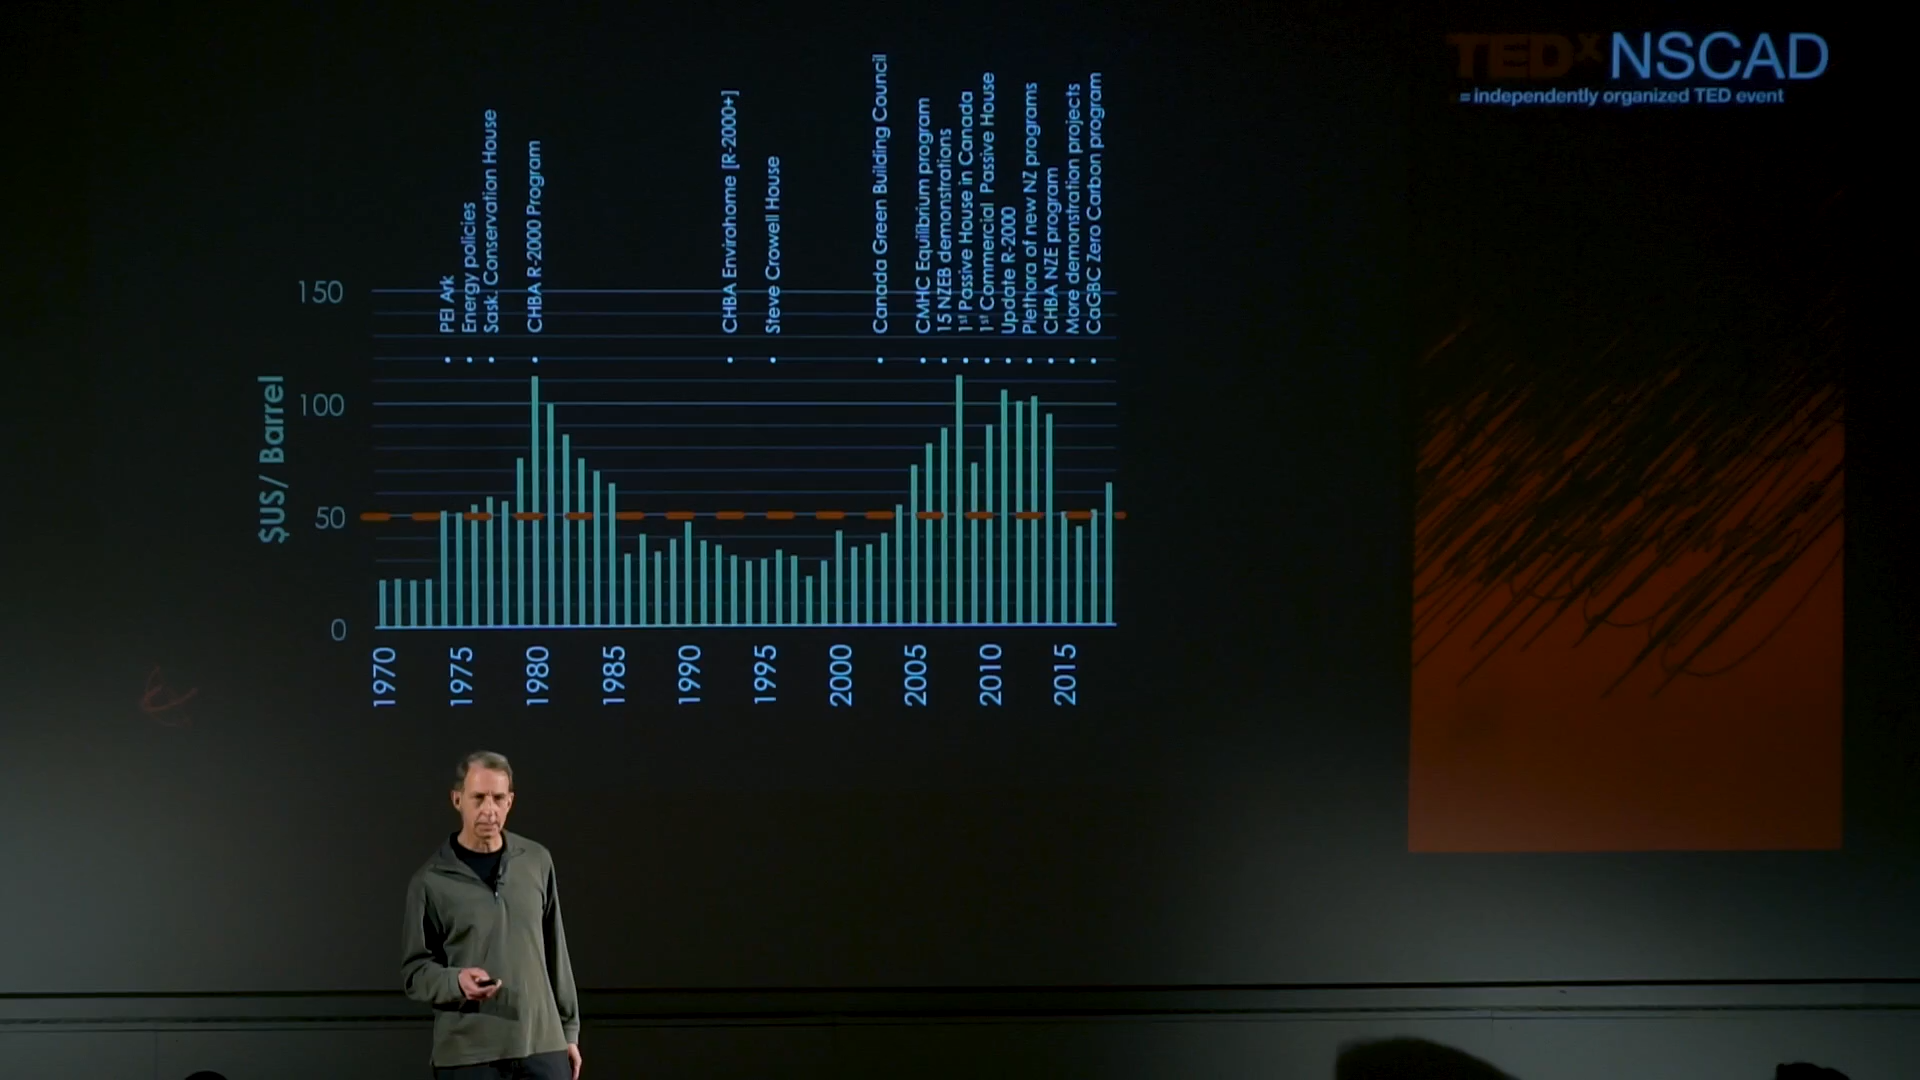 TEDx NSCAD
= independently organized TED event
PEI Ark
Energy policies
Sask. Conservation House
CHBA R-2000 Program
CHBA Envirohome [R-2000+]
Steve Crowell House
Canada Green Building Council
CMHC Equilibrium program
15 NZEB demonstrations
1st Passive House in Canada
1st Commercial Passive House
Update R-2000
Plethora of new NZ programs
CHBA NZE program
More demonstration projects
CaGBC Zero Carbon program
$US/ Barrel
150
100
50
0
1970
1975
1980
1985
1990
1995
2000
2005
2010
2015